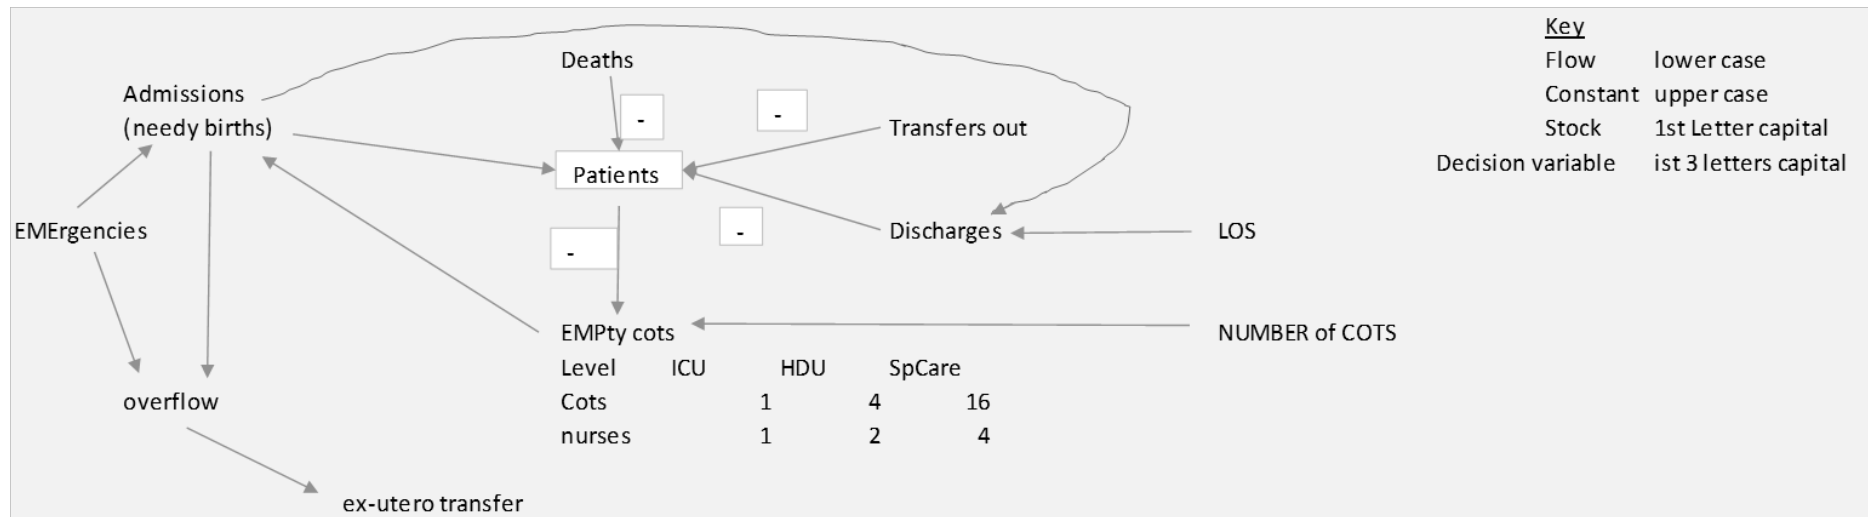 Key
Deaths
Flow lower case
Admissions
Constant upper case
(needy births)
-
-
Transfers out
Stock 1st Letter capital
Decision variable ist 3 letters capital
Patients
EMErgencies
-
-
Discharges
LOS
EMPty cots
NUMBER of COTS
Level ICU HDU SpCare
Cots 1 4 16
nurses 1 2 4
overflow
ex-utero transfer